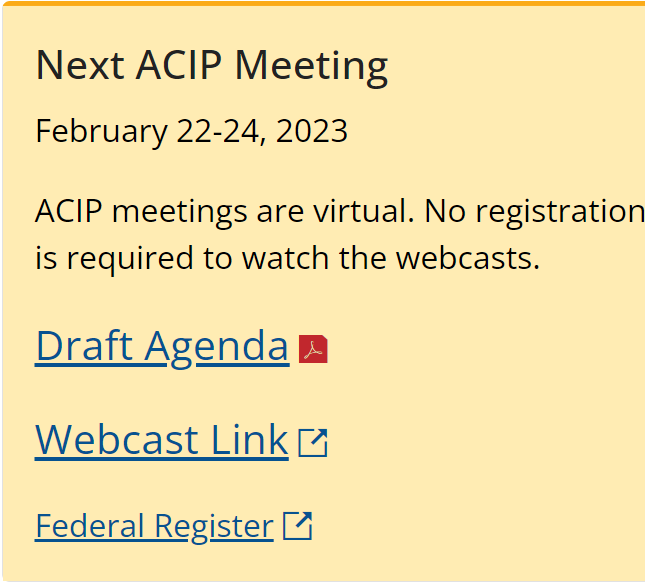 Next ACIP Meeting
February 22-24, 2023
ACIP meetings are virtual. No registration
is required to watch the webcasts.
Draft Agenda
Webcast Link
Federal Register